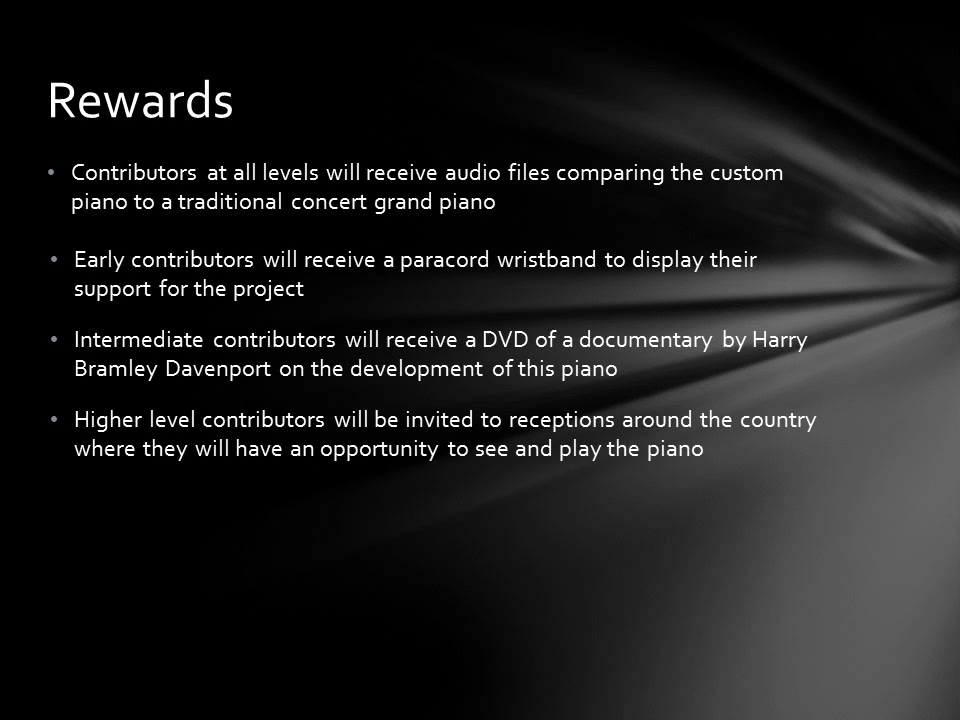 Rewards
• Contributors at all levels will receive audio files comparing the custom
piano to a traditional concert grand piano
• Early contributors will receive a paracord wristband to display their
support for the project
• Intermediate contributors will receive a DVD of a documentary by Harry
Bramley Davenport on the development of this piano
• Higher level contributors will be invited to receptions around the country
where they will have an opportunity to see and play the piano